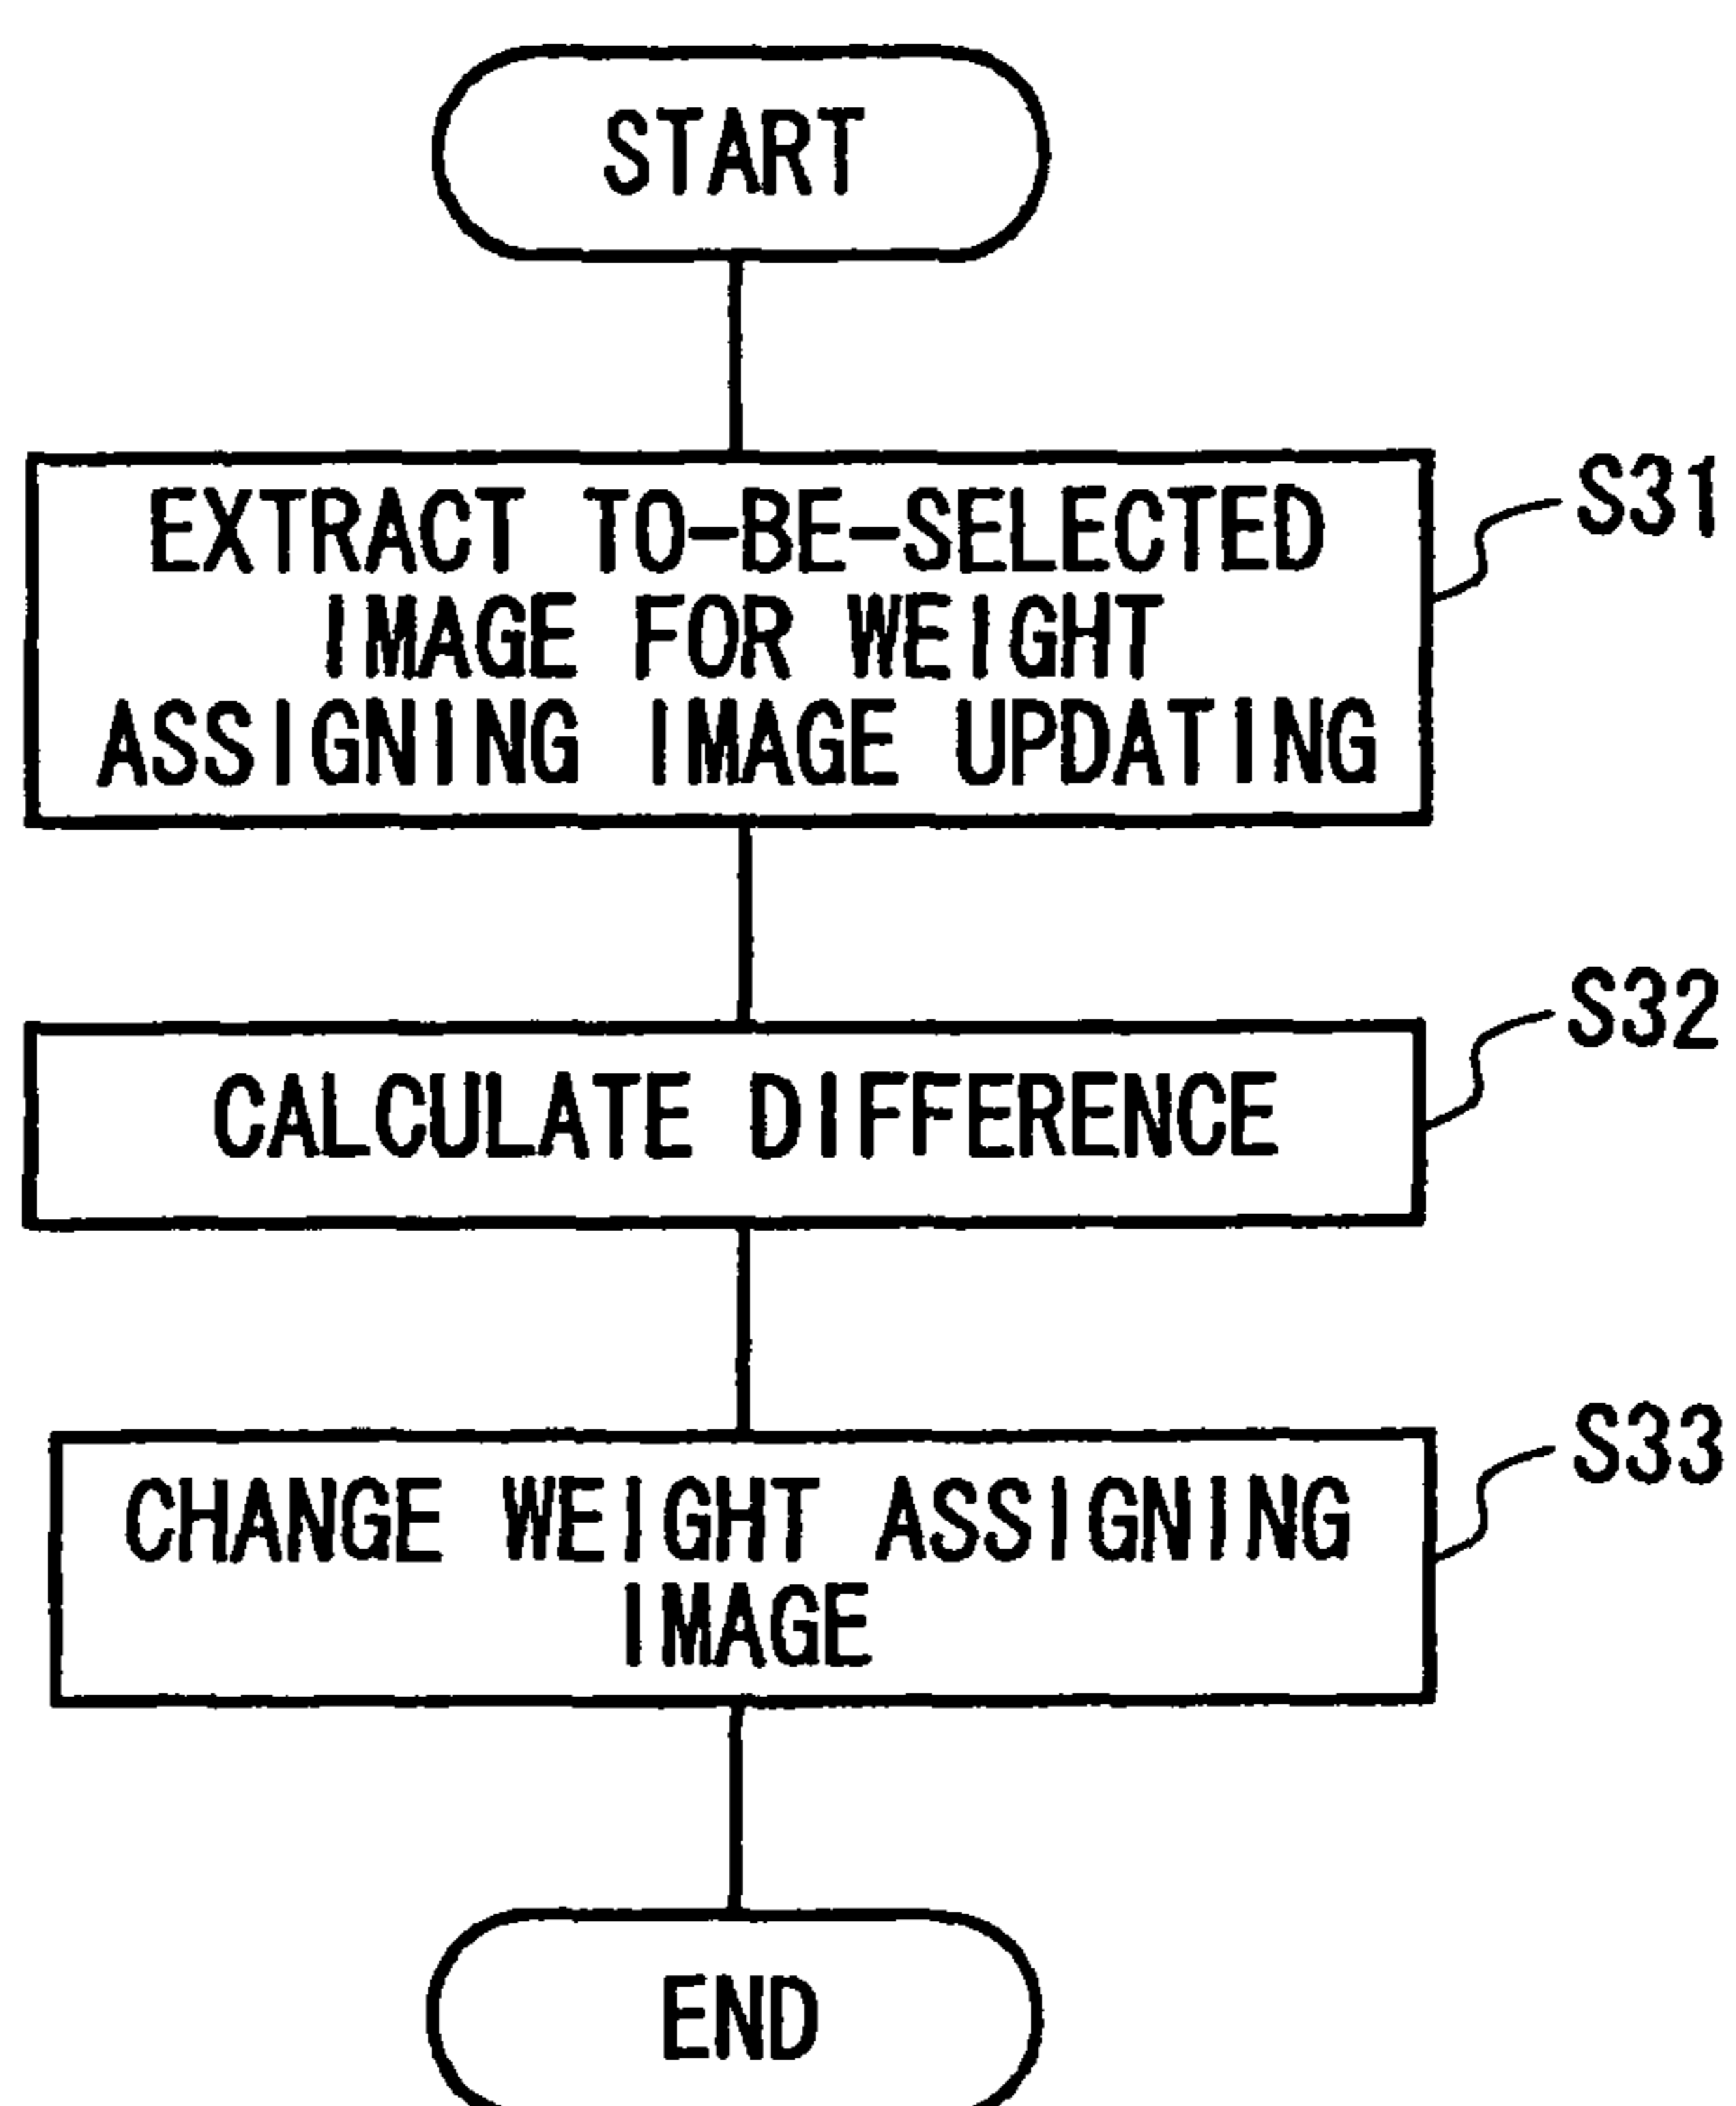 START
EXTRACT TO-BE-SELECTED
IMAGE FOR WEIGHT
ASSIGNING IMAGE UPDATING
S31
CALCULATE DIFFERENCE
S32
CHANGE WEIGHT ASSIGNING
IMAGE
S33
END